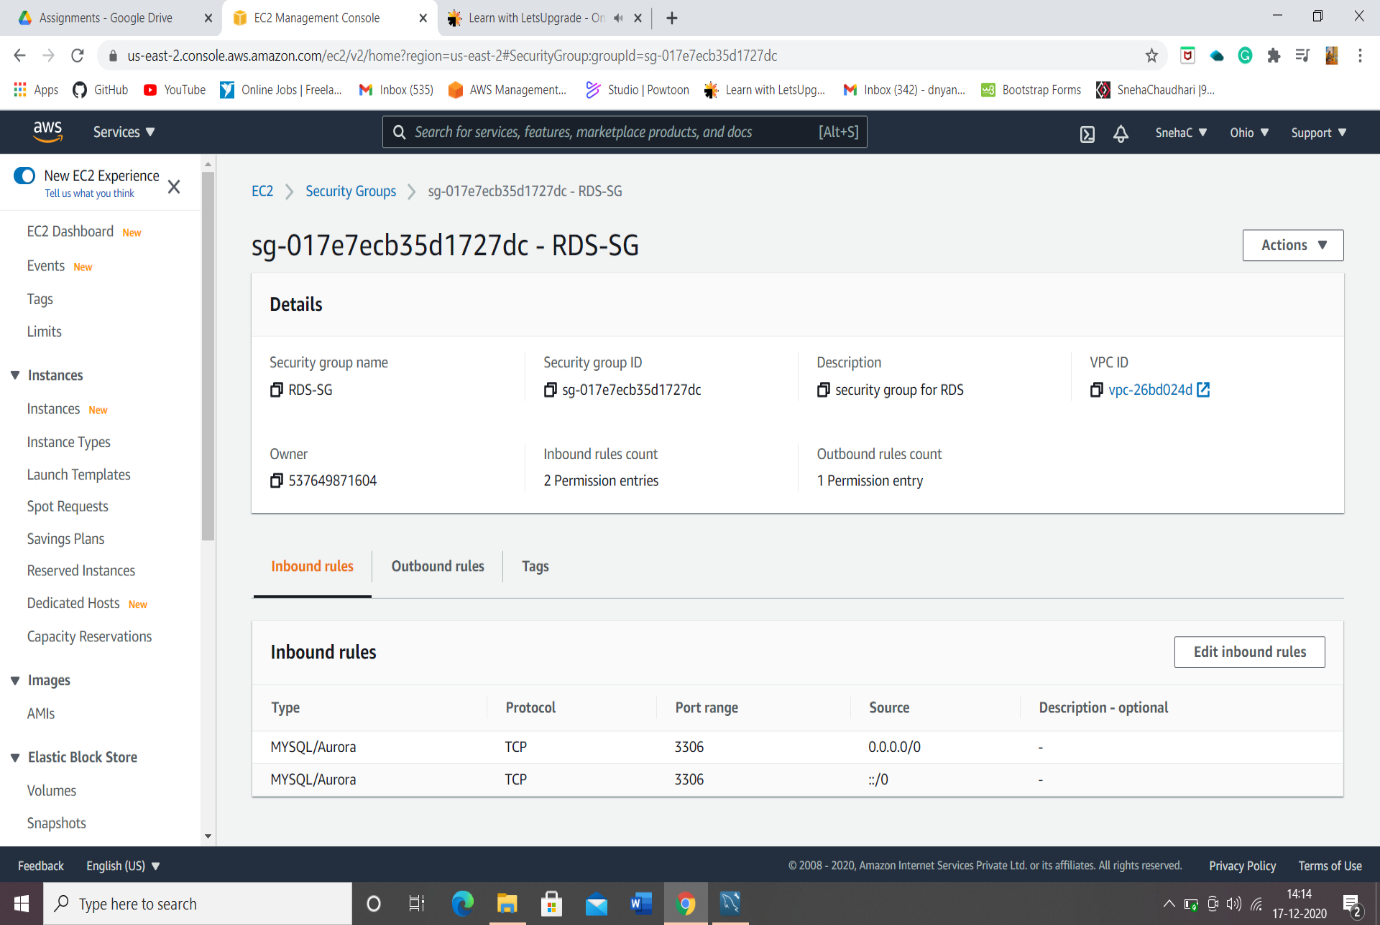 Assignments - Google Drive
EC2 Management Console
Learn with LetsUpgrade - On
us-east-2.console.aws.amazon.com/ec2/v2/home?region=us-east-2#SecurityGroup:groupId=sg-017e7ecb35d1727dc
Apps GitHub YouTube Online Jobs | Freela... Inbox (535) AWS Management... Studio | Powtoon Learn with LetsUpg... Inbox (342) - dnyan... Bootstrap Forms SnehaChaudhari |9...
aws Services Search for services, features, marketplace products, and docs [Alt+S] SnehaC Ohio Support
New EC2 Experience
Tell us what you think
EC2 Dashboard New
Events New
Tags
Limits
Instances
Instances New
Instance Types
Launch Templates
Spot Requests
Savings Plans
Reserved Instances
Dedicated Hosts New
Capacity Reservations
Images
AMIs
Elastic Block Store
Volumes
Snapshots
EC2 Security Groups sg-017e7ecb35d1727dc - RDS-SG
sg-017e7ecb35d1727dc - RDS-SG
Actions
Details
Security group name Security group ID Description VPC ID
RDS-SG sg-017e7ecb35d1727dc security group for RDS vpc-26bd024d
Owner Inbound rules count Outbound rules count
537649871604 2 Permission entries 1 Permission entry
Inbound rules Outbound rules Tags
Inbound rules Edit inbound rules
Type Protocol Port range Source Description - optional
MYSQL/Aurora TCP 3306 0.0.0.0/0 -
MYSQL/Aurora TCP 3306 ::/0 -
Feedback English (US) © 2008 - 2020, Amazon Internet Services Private Ltd. or its affiliates. All rights reserved. Privacy Policy Terms of Use
Type here to search
14:14
17-12-2020
2